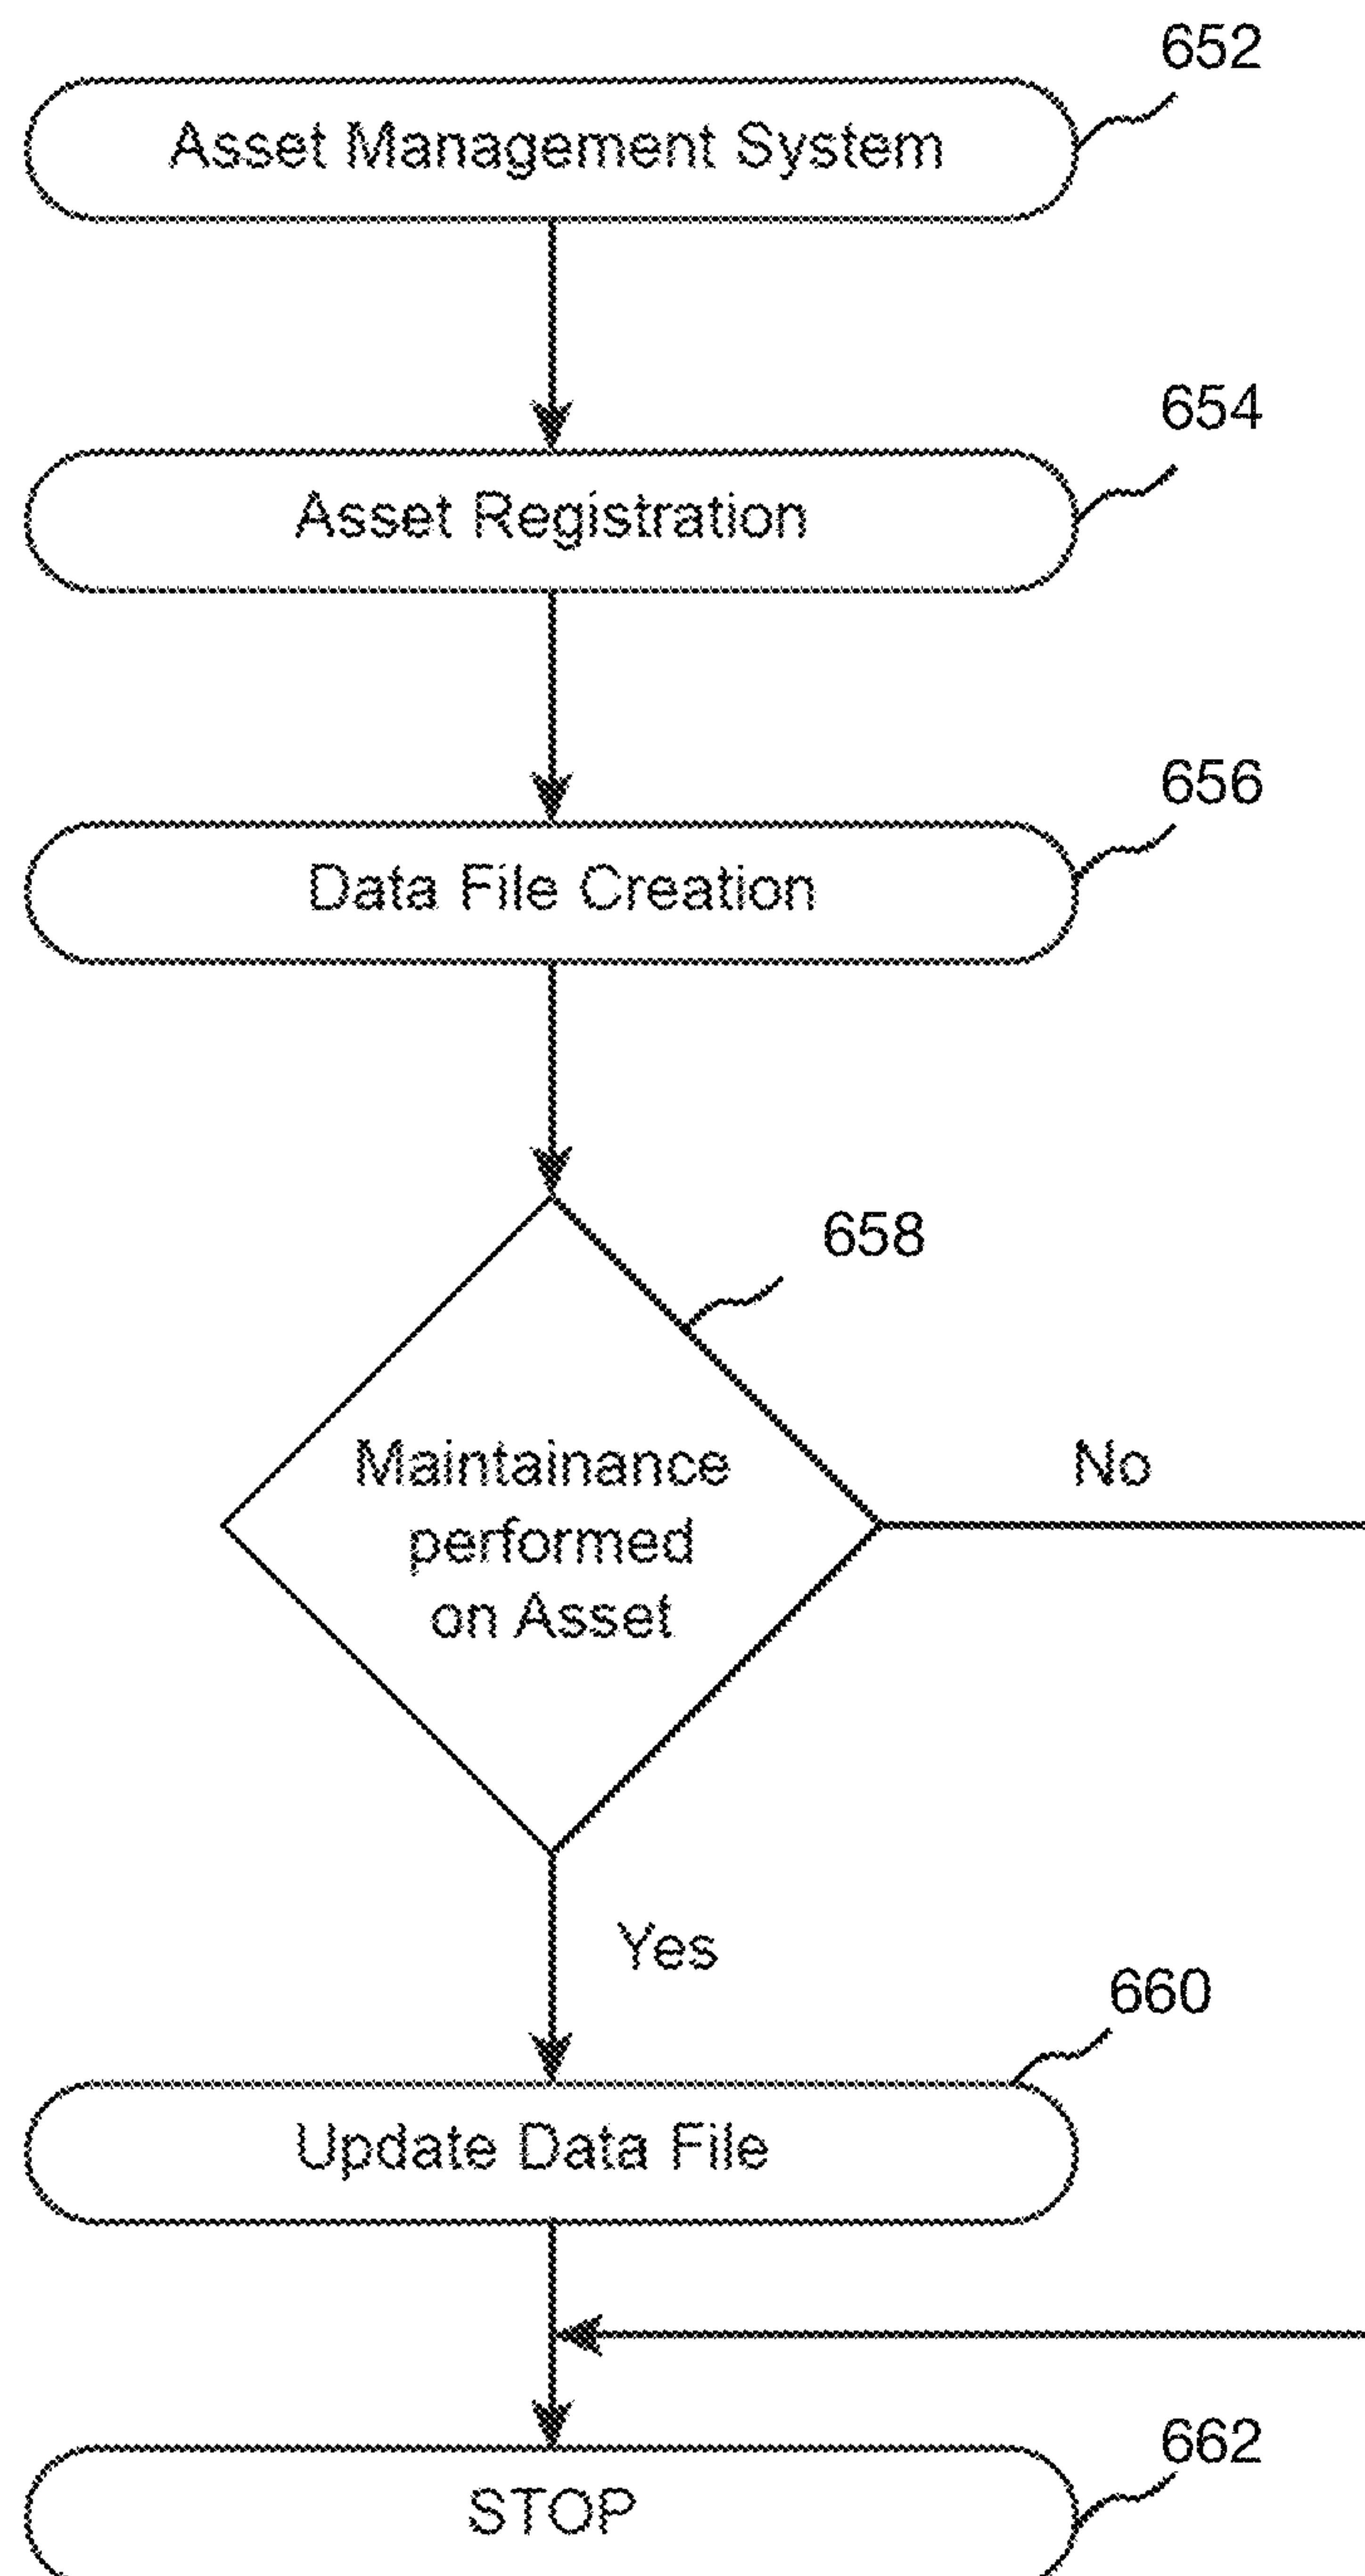 652
Asset Management System
654
Asset Registration
656
Data File Creation
658
Maintainance
performed
on Asset
No
Yes
660
Update Data File
662
STOP